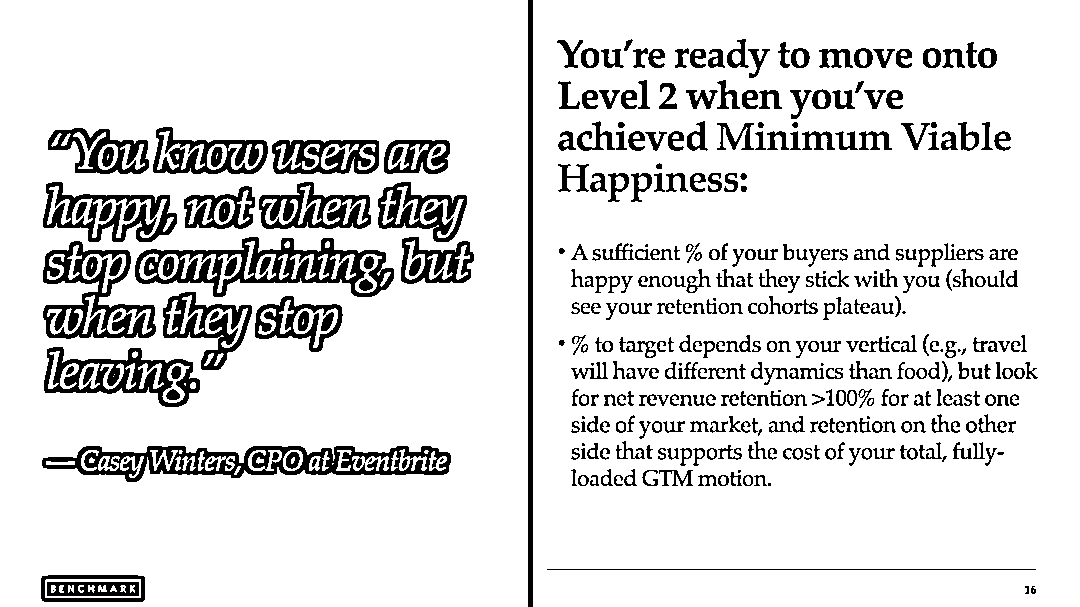 “You know users are
happy, not when they
stop complaining, but
when they stop
leaving.”
— Casey Winters, CPO at Eventbrite
BENCHMARK
You’re ready to move onto
Level 2 when you’ve
achieved Minimum Viable
Happiness:
• A sufficient % of your buyers and suppliers are
happy enough that they stick with you (should
see your retention cohorts plateau).
• % to target depends on your vertical (e.g., travel
will have different dynamics than food), but look
for net revenue retention >100% for at least one
side of your market, and retention on the other
side that supports the cost of your total, fully-
loaded GTM motion.
16